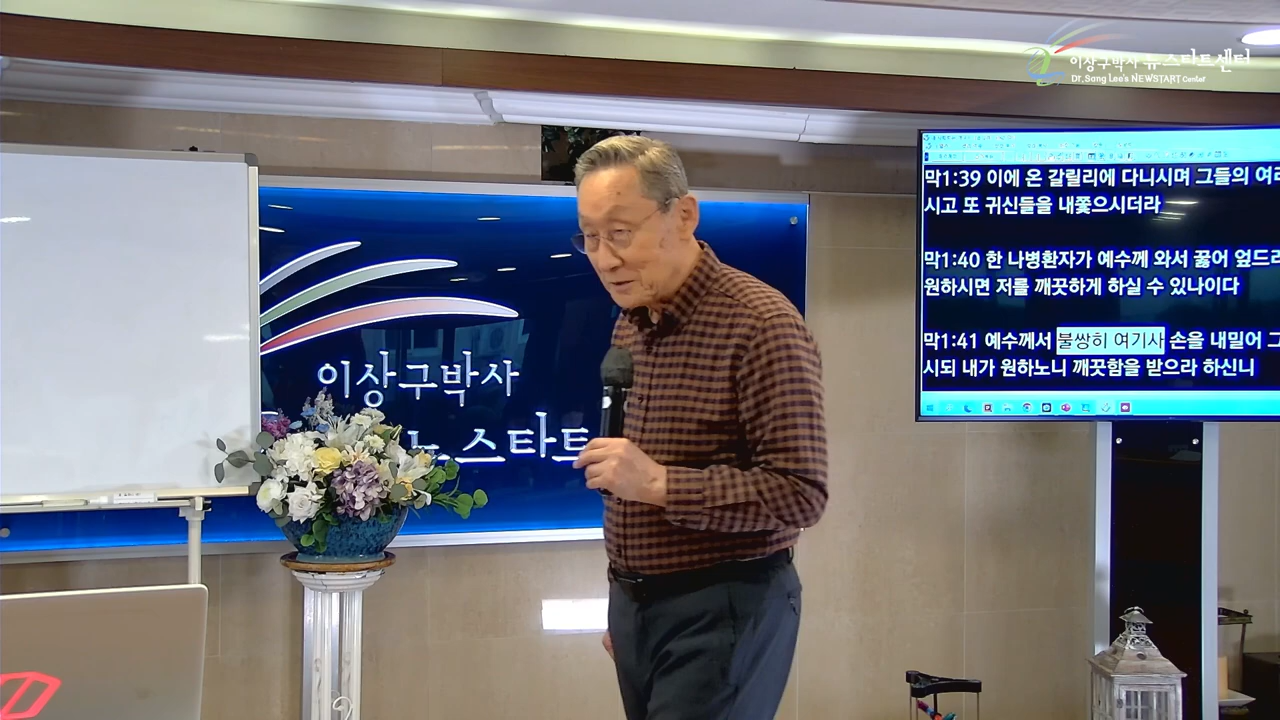 이상구박사 뉴스타트센터
Dr.Sang Lee's NEWSTART Center
막1:39 이에 온 갈릴리에 다니시며 그들의 여러
시고 또 귀신들을 내쫓으시더라
막1:40 한 나병환자가 예수께 와서 꿇어 엎드려
원하시면 저를 깨끗하게 하실 수 있나이다
막1:41 예수께서 불쌍히 여기사 손을 내밀어 그
시되 내가 원하노니 깨끗함을 받으라 하신니
이상구박사
뉴스타트